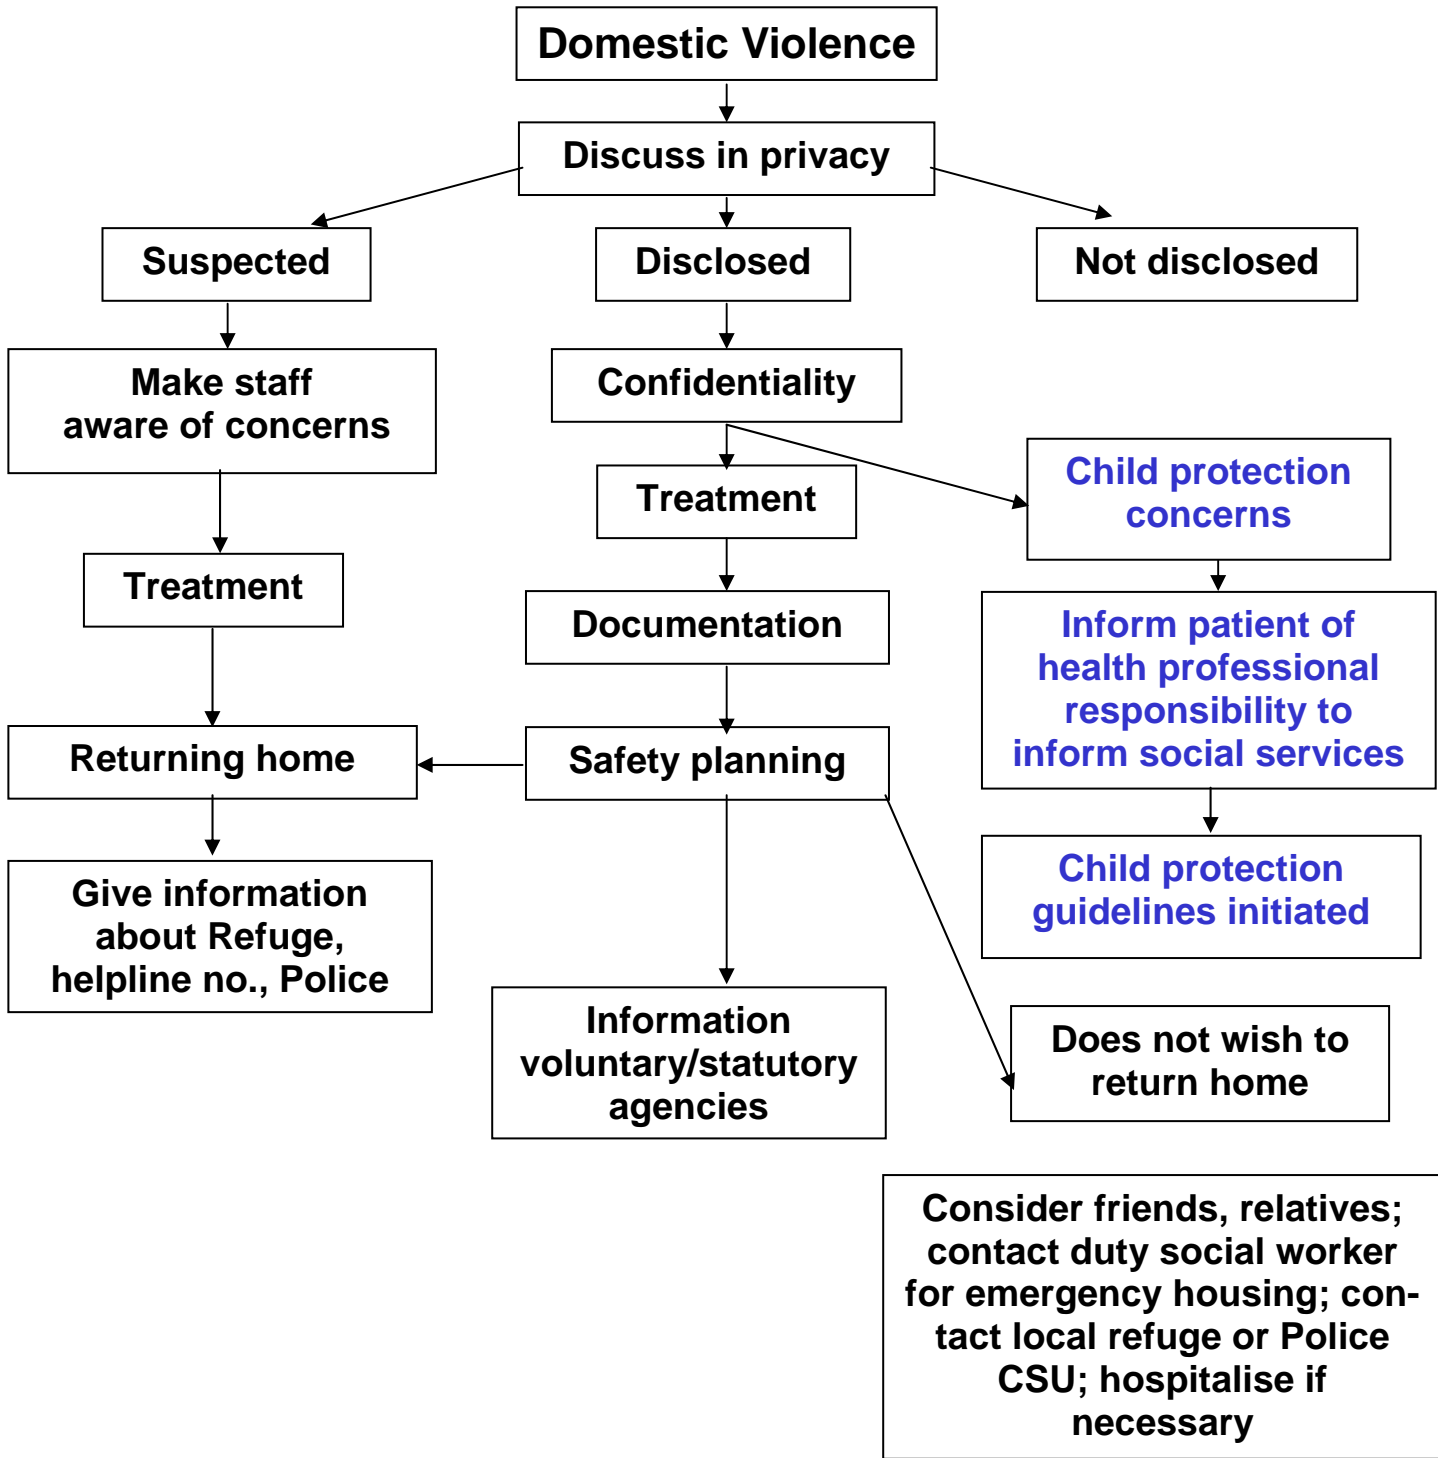 Domestic Violence
Discuss in privacy
Suspected
Disclosed
Not disclosed
Make staff
aware of concerns
Confidentiality
Child protection
concerns
Treatment
Treatment
Inform patient of
health professional
responsibility to
inform social services
Documentation
Returning home
Safety planning
Child protection
guidelines initiated
Give information
about Refuge,
helpline no., Police
Information
voluntary/statutory
agencies
Does not wish to
return home
Consider friends, relatives;
contact duty social worker
for emergency housing; con-
tact local refuge or Police
CSU; hospitalise if
necessary